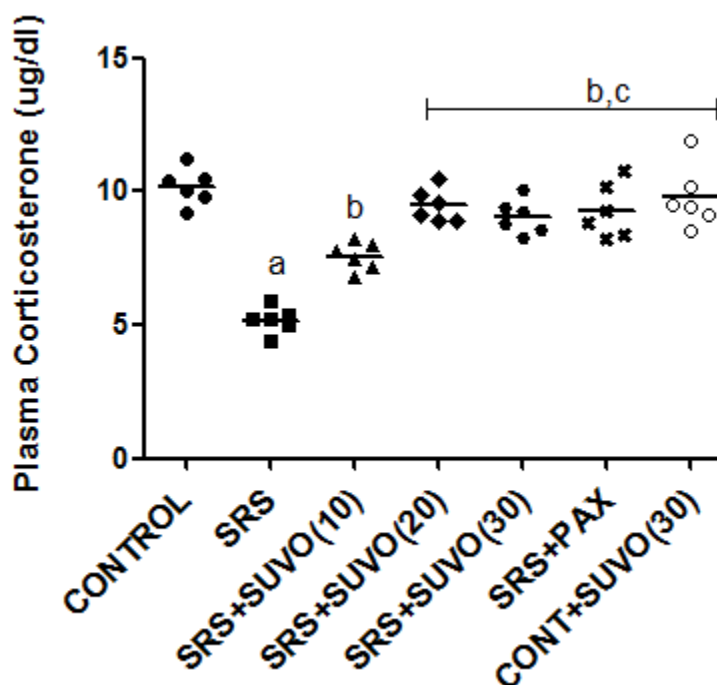 Plasma Corticosterone (ug/dl)
15
10
5
0
a
b
b,c
CONTROL
SRS
SRS+SUVO(10)
SRS+SUVO(20)
SRS+SUVO(30)
SRS+PAX
CONT+SUVO(30)